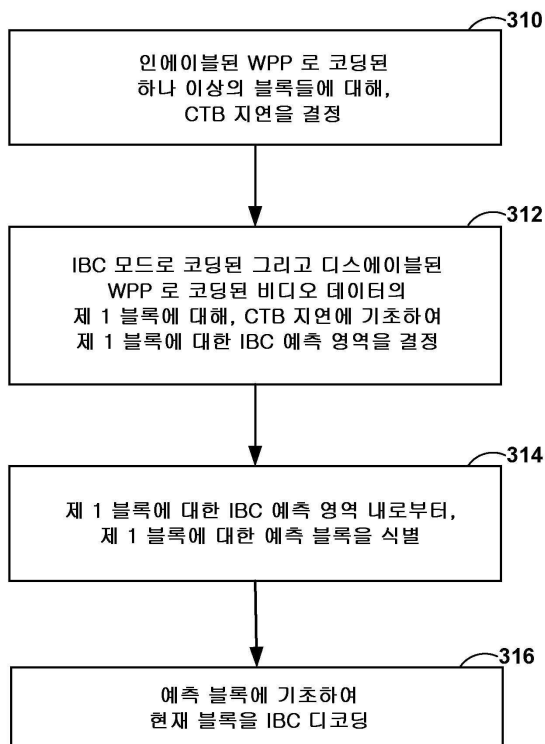 310
인에이블된 WPP 로 코딩된
하나 이상의 블록들에 대해,
CTB 지연을 결정
312
IBC 모드로 코딩된 그리고 디스에이블된
WPP 로 코딩된 비디오 데이터의
제 1 블록에 대해, CTB 지연에 기초하여
제 1 블록에 대한 IBC 예측 영역을 결정
314
제 1 블록에 대한 IBC 예측 영역 내로부터,
제 1 블록에 대한 예측 블록을 식별
316
예측 블록에 기초하여
현재 블록을 IBC 디코딩